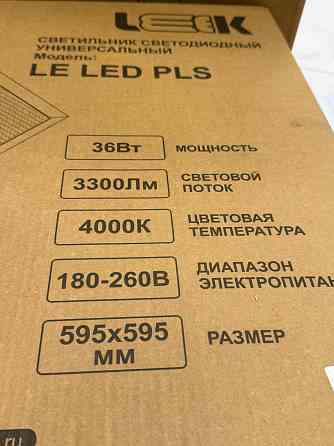 LEEK
СВЕТИЛЬНИК СВЕТОДИОДНЫЙ
УНИВЕРСАЛЬНЫЙ
Модель:
LE LED PLS
36Вт МОЩНОСТЬ
3300Лм СВЕТОВОЙ ПОТОК
4000К ЦВЕТОВАЯ ТЕМПЕРАТУРА
180-260В ДИАПАЗОН ЭЛЕКТРОПИТАН
595x595 мм РАЗМЕР
ru